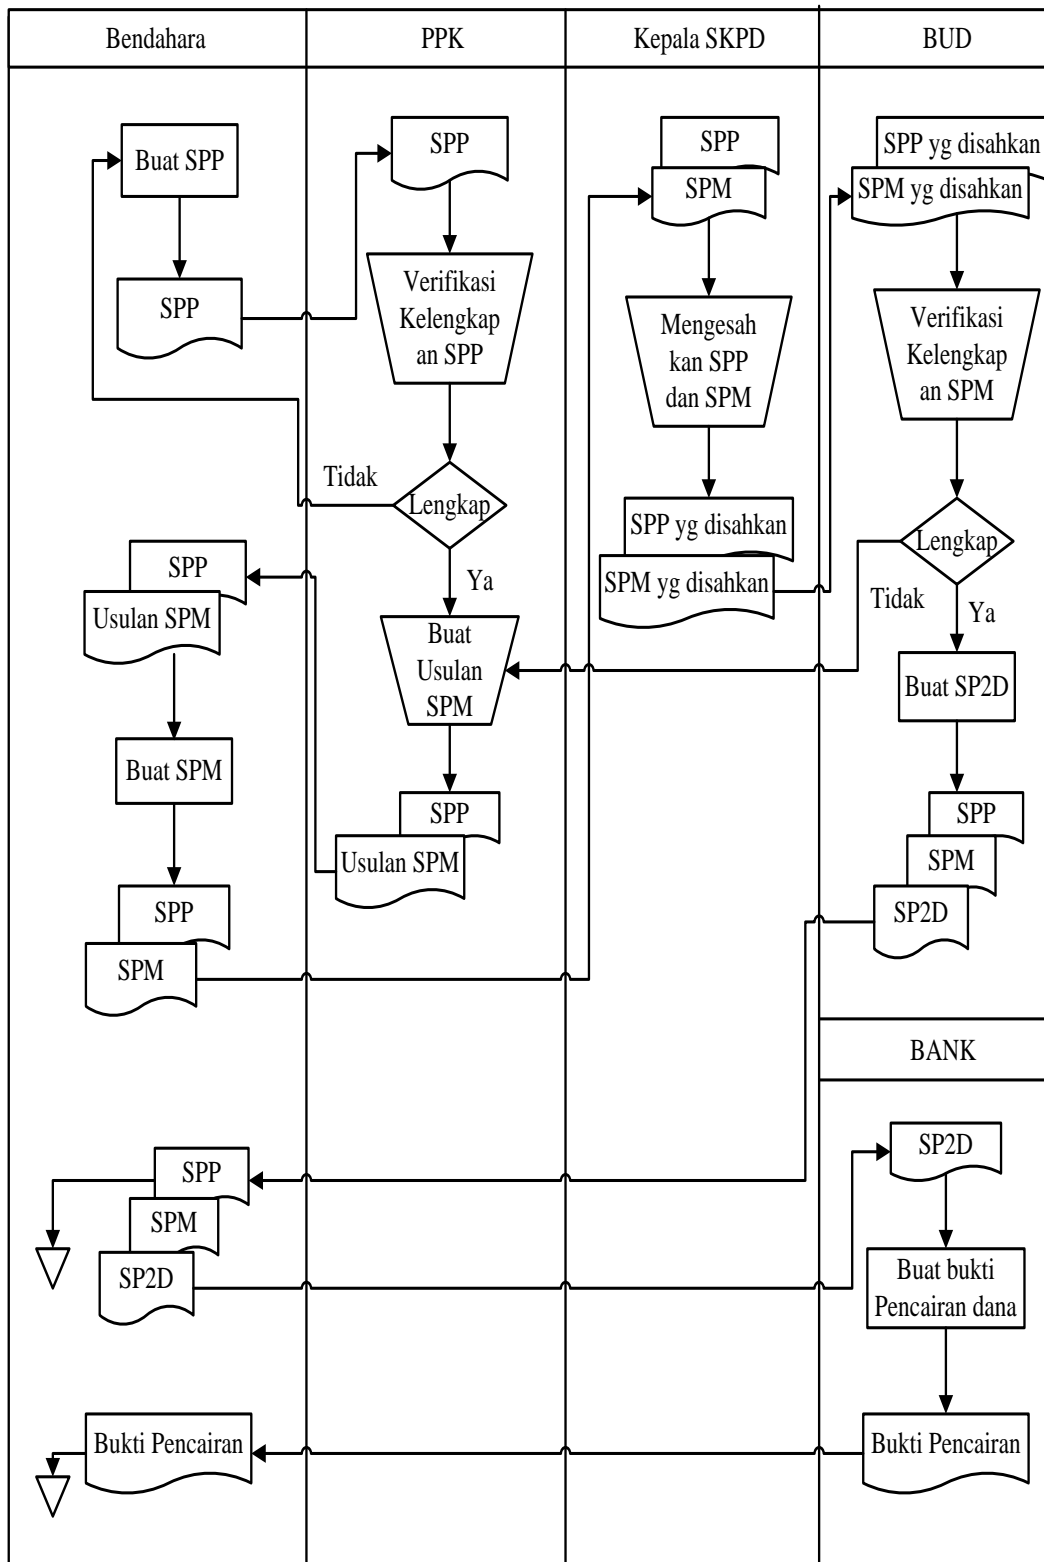 Bendahara
PPK
Kepala SKPD
BUD
Buat SPP
SPP
SPP
Verifikasi
Kelengkap
an SPP
Lengkap
Tidak
Ya
Buat
Usulan
SPM
SPP
Usulan SPM
SPP
Usulan SPM
Buat SPM
SPP
SPM
SPP
SPM
Mengesah
kan SPP
dan SPM
SPP yg disahkan
SPM yg disahkan
SPP yg disahkan
SPM yg disahkan
Verifikasi
Kelengkap
an SPM
Lengkap
Tidak
Ya
Buat SP2D
SPP
SPM
SP2D
BANK
SPP
SPM
SP2D
SP2D
Buat bukti
Pencairan dana
Bukti Pencairan
Bukti Pencairan